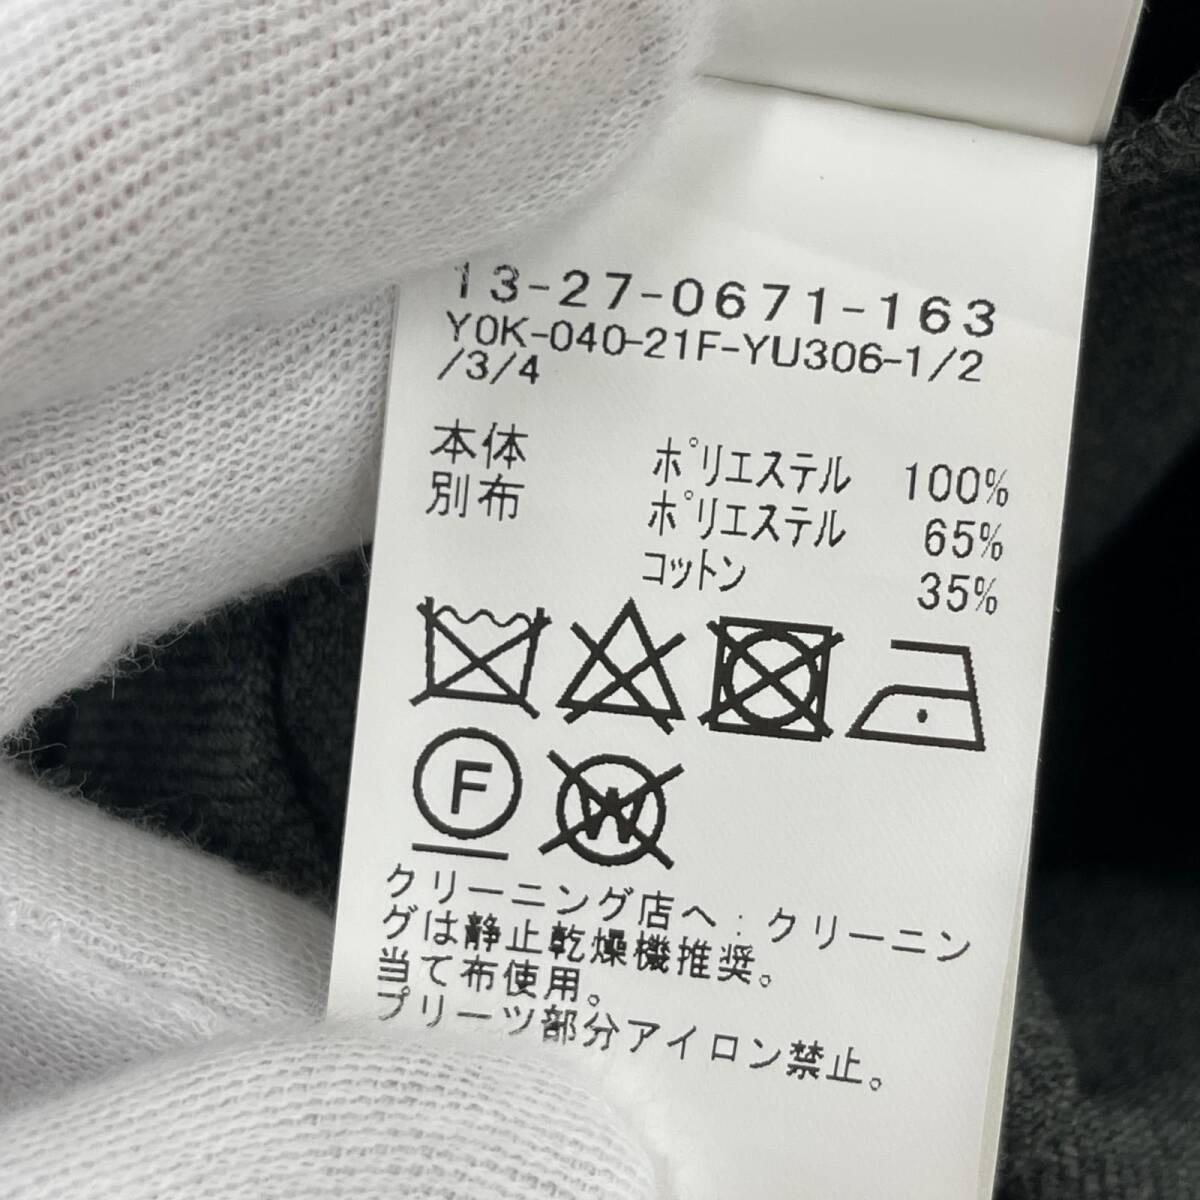 13-27-0671-163
Y0K-040-21F-YU306-1/2
/3/4
本体 ポリエステル 100%
別布 ポリエステル 65%
コットン 35%
F
W
クリーニング店へ：クリーニン
グは静止乾燥機推奨。
当て布使用。
プリーツ部分アイロン禁止。